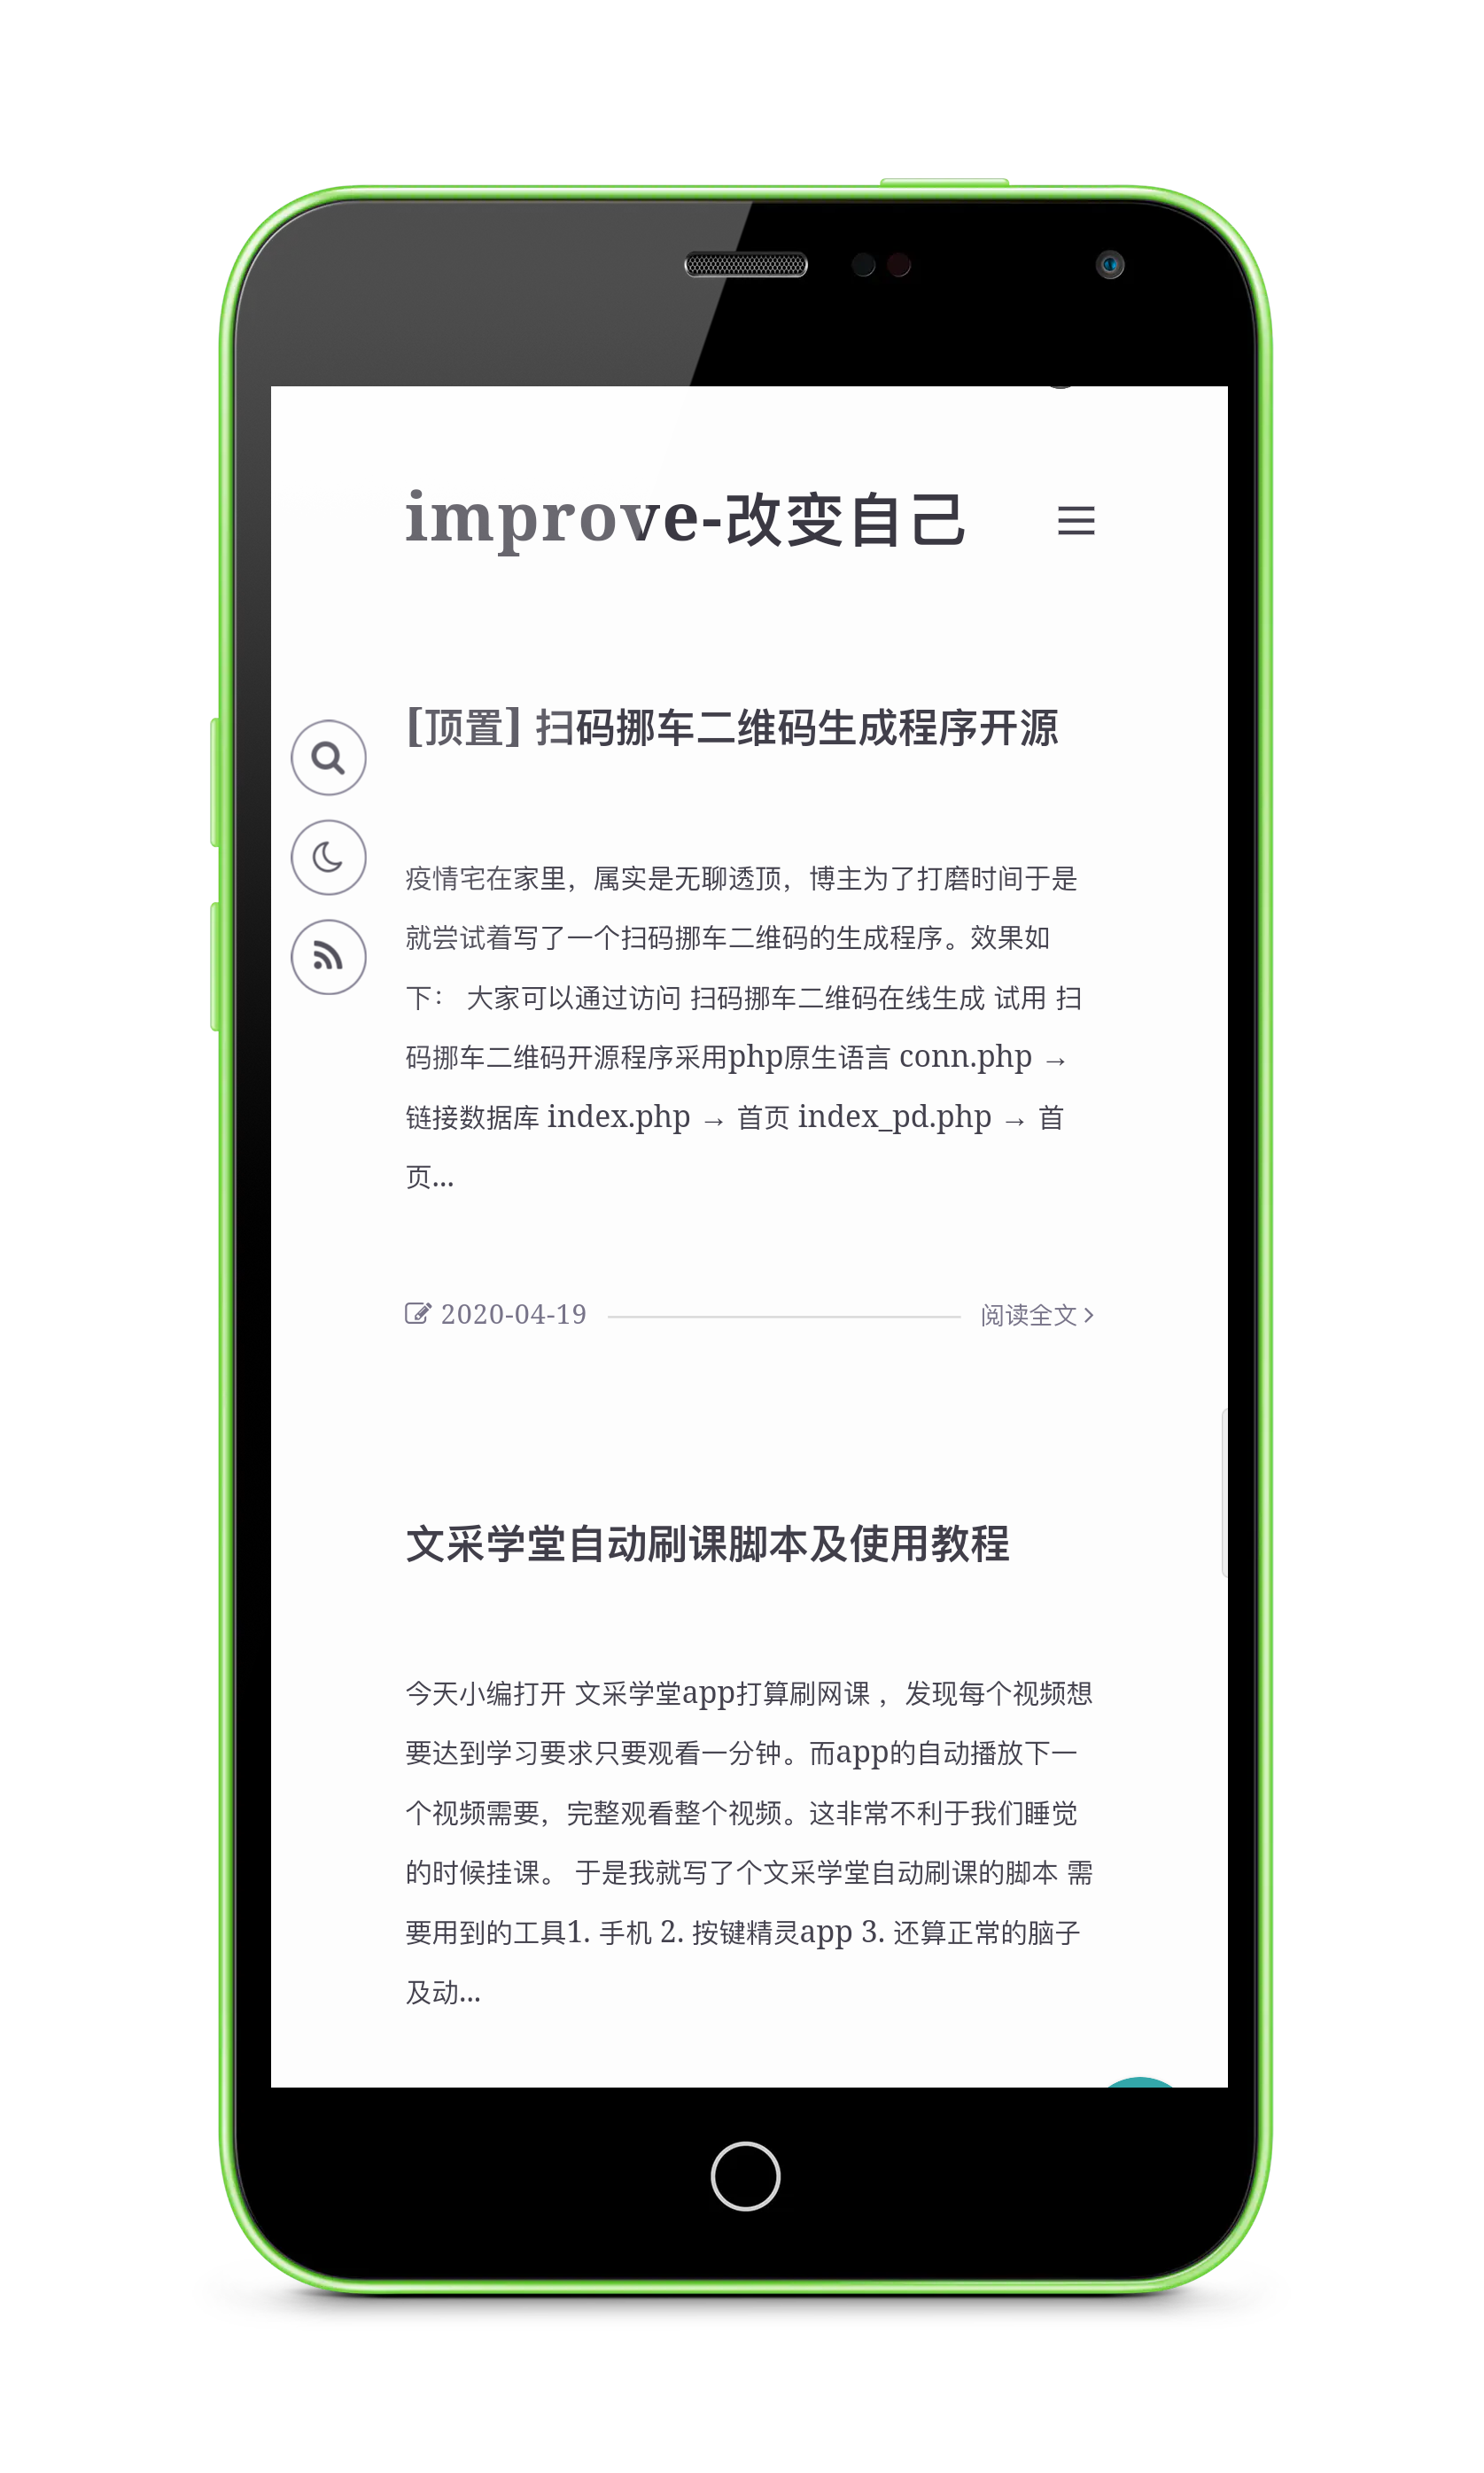 improve-改变自己
[顶置] 扫码挪车二维码生成程序开源
疫情宅在家里，属实是无聊透顶，博主为了打磨时间于是
就尝试着写了一个扫码挪车二维码的生成程序。效果如
下： 大家可以通过访问 扫码挪车二维码在线生成 试用 扫
码挪车二维码开源程序采用php原生语言 conn.php →
链接数据库 index.php → 首页 index_pd.php → 首
页...
2020-04-19 阅读全文
文采学堂自动刷课脚本及使用教程
今天小编打开 文采学堂app打算刷网课 ，发现每个视频想
要达到学习要求只要观看一分钟。而app的自动播放下一
个视频需要，完整观看整个视频。这非常不利于我们睡觉
的时候挂课。 于是我就写了个文采学堂自动刷课的脚本 需
要用到的工具1. 手机 2. 按键精灵app 3. 还算正常的脑子
及动...